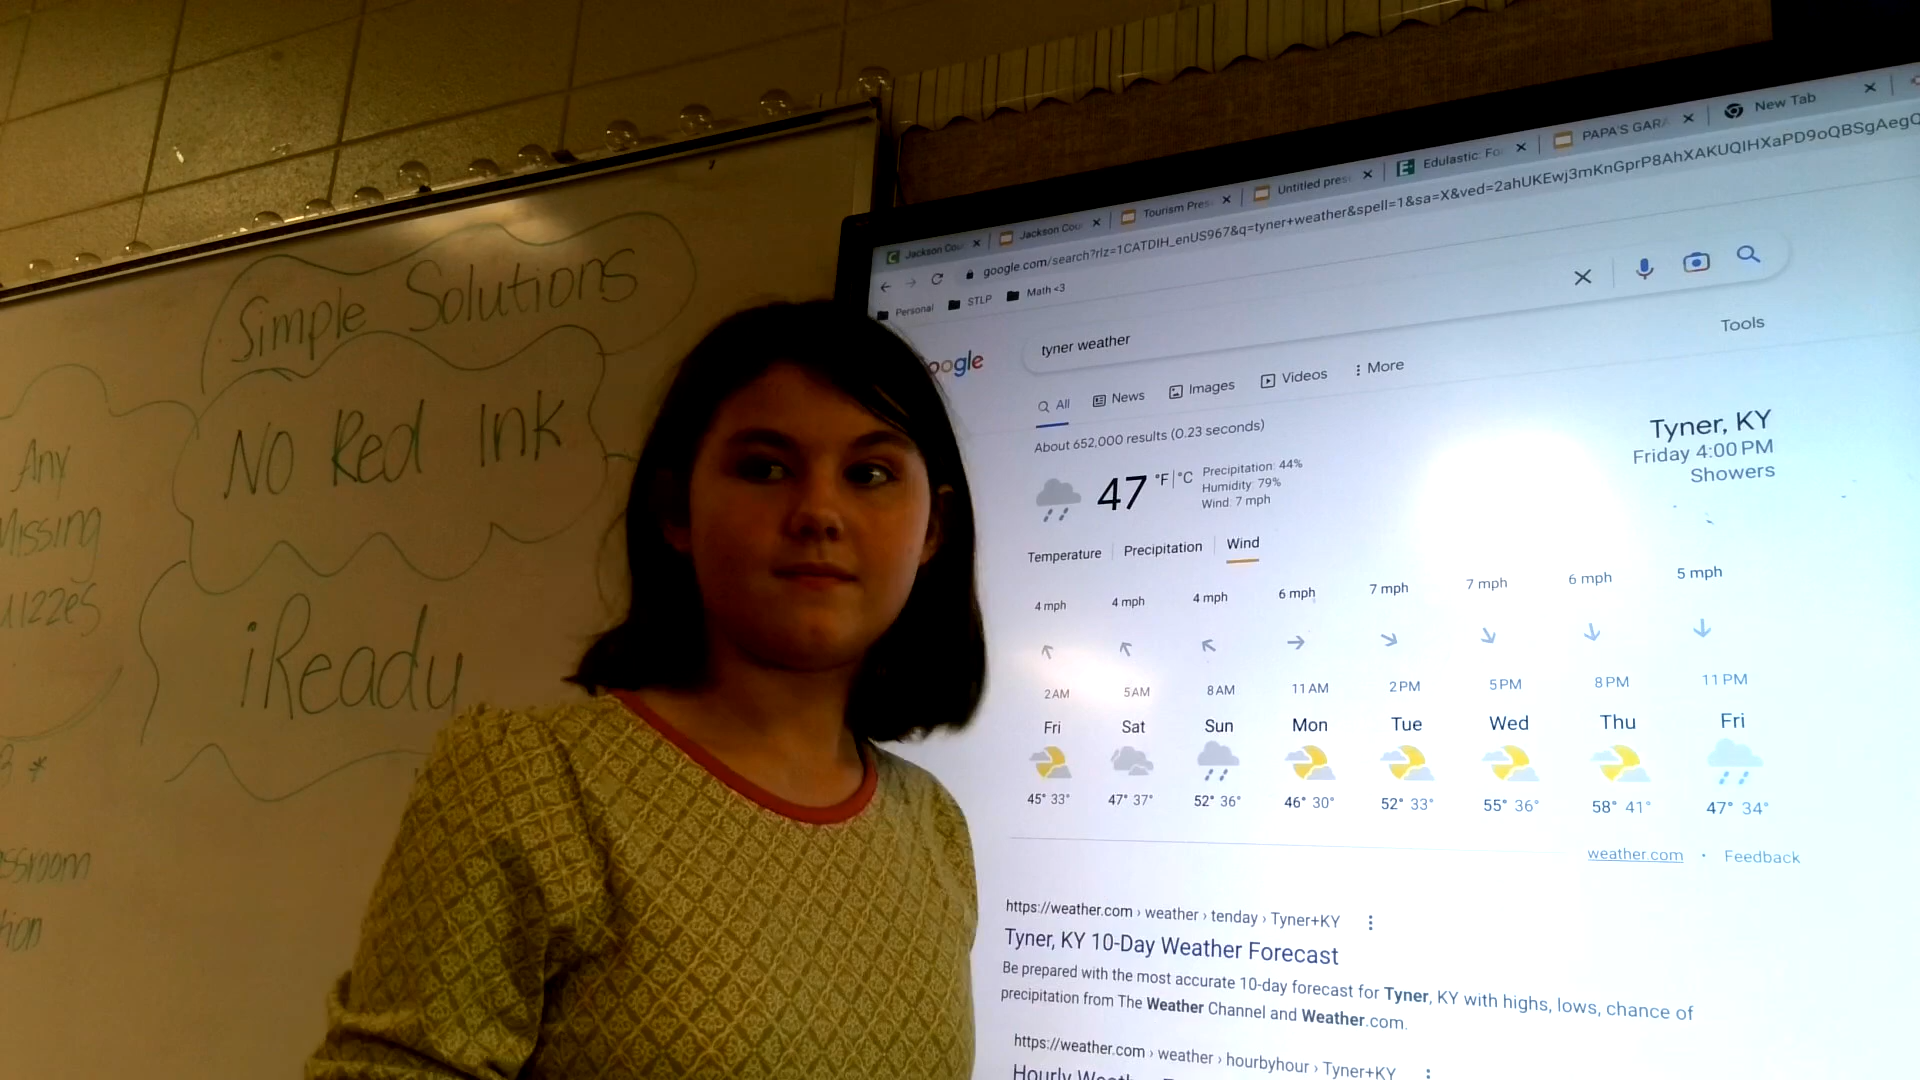 Simple Solutions
NO Red Ink
iReady
Any
Missing
Jackson Cou
Jackson Cou
Tourism Pres
Untitled pres
Edulastic: Fo
PAPA'S GARA
New Tab
google.com/search?rlz=1CATDIH_enUS967&q=tyner+weather&spell=1&sa=X&ved=2ahUKEwj3mKnGprP8AhXAKUQIHXaPD9oQBSgAegQ
Personal STLP Math <3
oogle
tyner weather
Tools
All News Images Videos More
About 652,000 results (0.23 seconds)
47 °F | °C
Precipitation: 44%
Humidity: 79%
Wind: 7 mph
Tyner, KY
Friday 4:00 PM
Showers
Temperature Precipitation Wind
4 mph 4 mph 4 mph 6 mph 7 mph 7 mph 6 mph 5 mph
2 AM 5 AM 8 AM 11 AM 2 PM 5 PM 8 PM 11 PM
Fri Sat Sun Mon Tue Wed Thu Fri
45° 33° 47° 37° 52° 36° 46° 30° 52° 33° 55° 36° 58° 41° 47° 34°
weather.com • Feedback
https://weather.com › weather › tenday › Tyner+KY
Tyner, KY 10-Day Weather Forecast
Be prepared with the most accurate 10-day forecast for Tyner, KY with highs, lows, chance of
precipitation from The Weather Channel and Weather.com.
https://weather.com › weather › hourbyhour › Tyner+KY